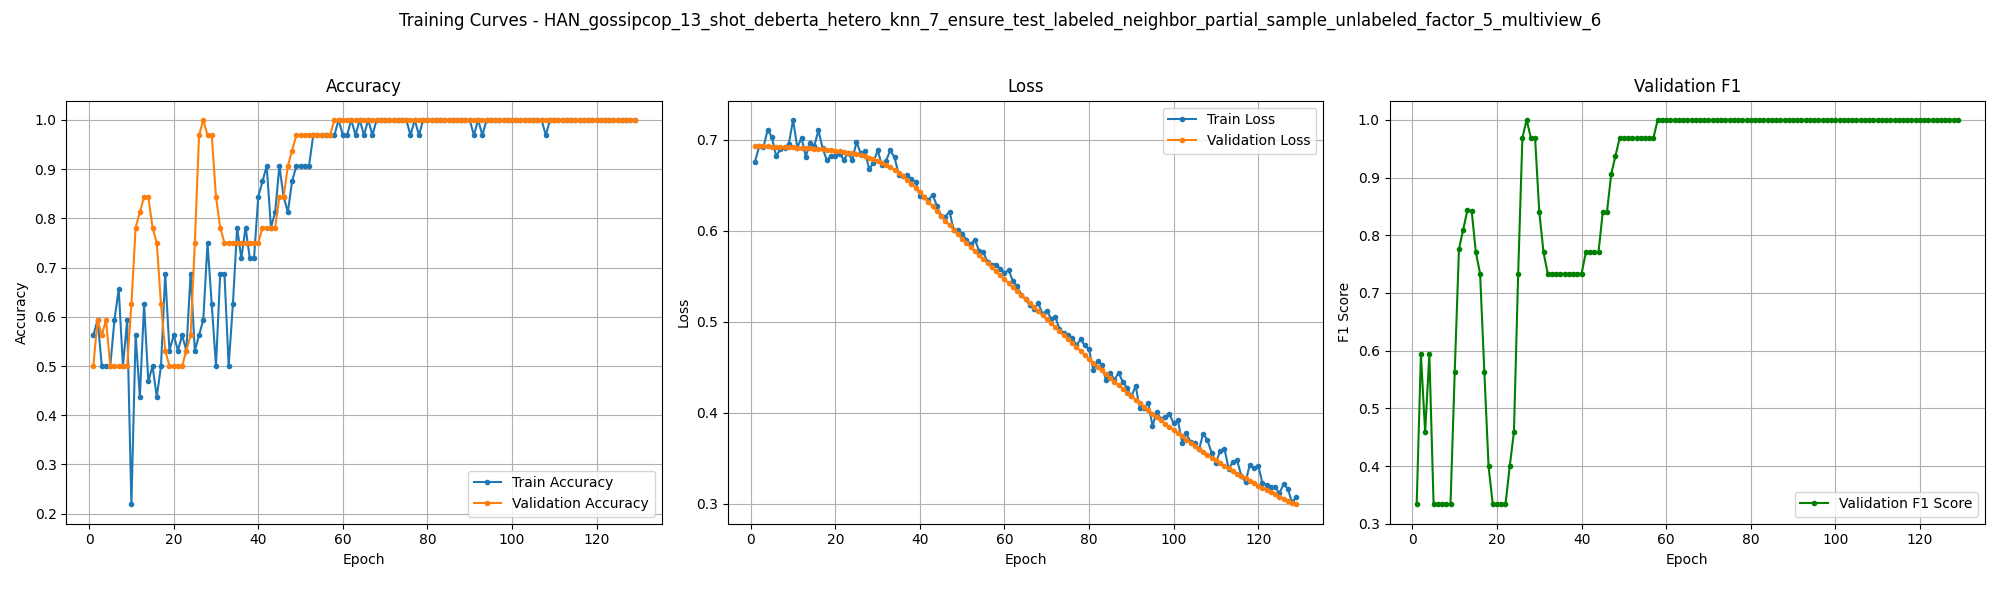 Training Curves - HAN_gossipcop_13_shot_deberta_hetero_knn_7_ensure_test_labeled_neighbor_partial_sample_unlabeled_factor_5_multiview_6
Accuracy
1.0
0.9
0.8
0.7
0.6
0.5
0.4
0.3
0.2
Accuracy
Train Accuracy
Validation Accuracy
0 20 40 60 80 100 120
Epoch
Loss
0.7
0.6
0.5
0.4
0.3
Loss
Train Loss
Validation Loss
0 20 40 60 80 100 120
Epoch
Validation F1
1.0
0.9
0.8
0.7
0.6
0.5
0.4
0.3
F1 Score
Validation F1 Score
0 20 40 60 80 100 120
Epoch